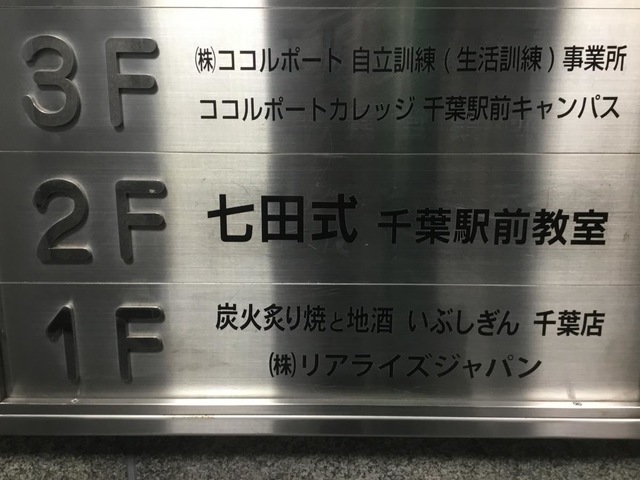 3F
㈱ココルポート 自立訓練(生活訓練)事業所
ココルポートカレッジ 千葉駅前キャンパス
2F
七田式 千葉駅前教室
1F
炭火炙り焼と地酒 いぶしぎん 千葉店
㈱リアライズジャパン